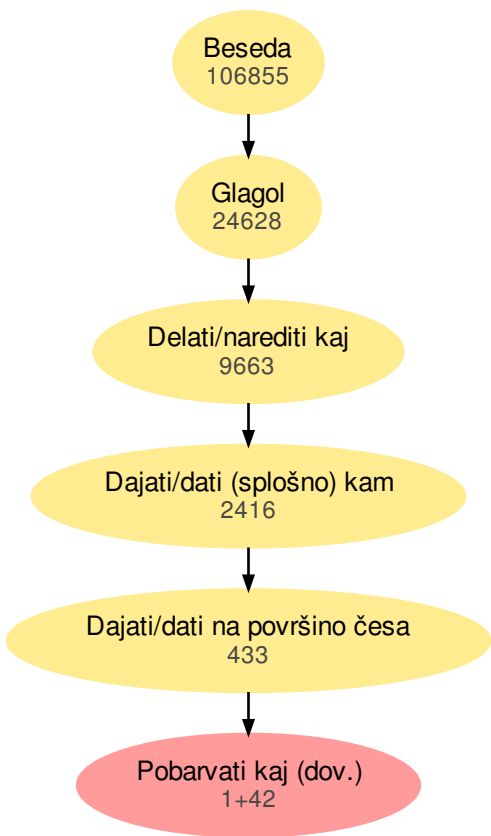 Beseda
106855
Glagol
24628
Delati/narediti kaj
9663
Dajati/dati (splošno) kam
2416
Dajati/dati na površino česa
433
Pobarvati kaj (dov.)
1+42